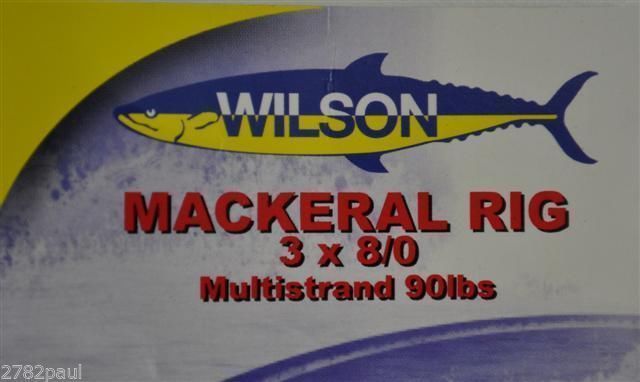 WILSON
MACKERAL RIG
3 x 8/0
Multistrand 90lbs
2782paul